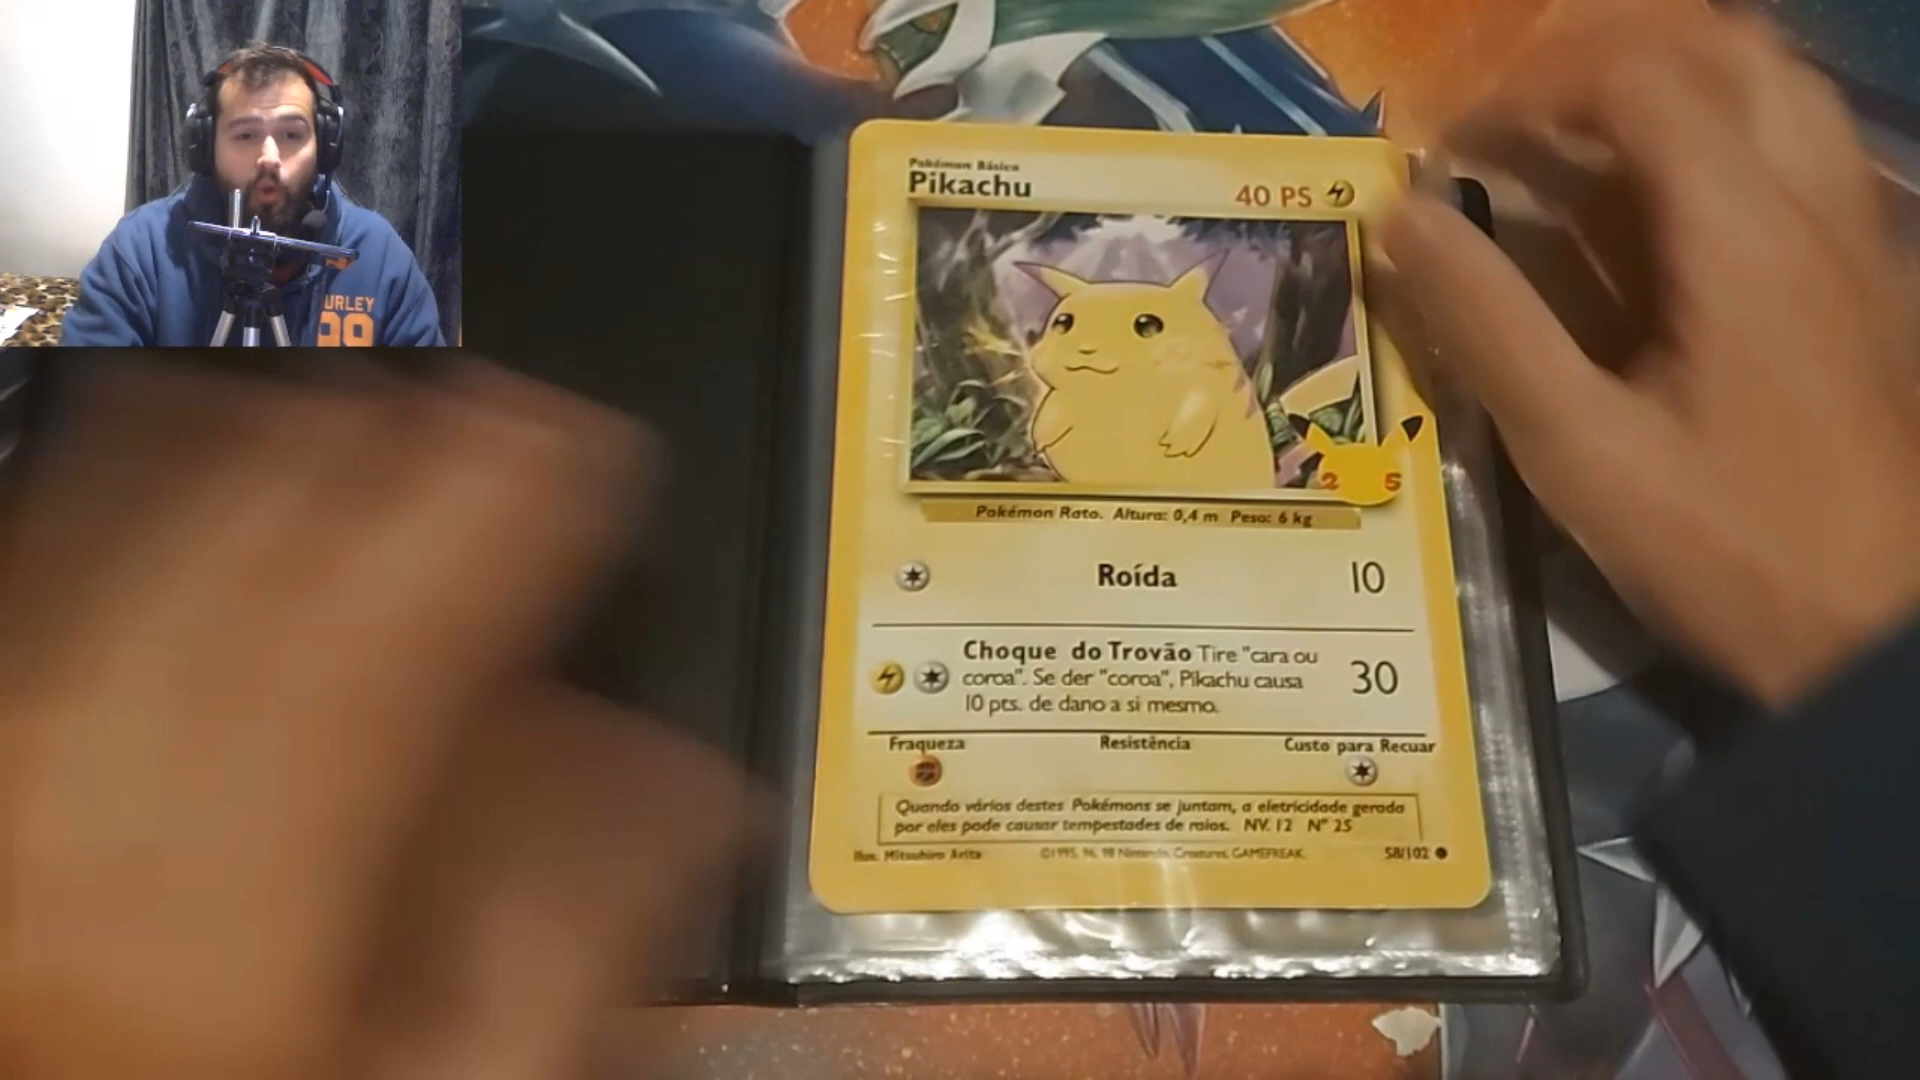 URLEY
99
Pokémon Básico
Pikachu
40 PS
2 5
Pokémon Rato. Altura: 0,4 m Peso: 6 kg
Roída 10
Choque do Trovão Tire "cara ou
coroa". Se der "coroa", Pikachu causa
10 pts. de dano a si mesmo.
30
Fraqueza Resistência Custo para Recuar
Quando vários destes Pokémons se juntam, a eletricidade gerada
por eles pode causar tempestades de raios. NV. 12 N° 25
Ilus. Mitsuhiro Arita ©1995, 96, 98 Nintendo, Creatures, GAMEFREAK. 58/102